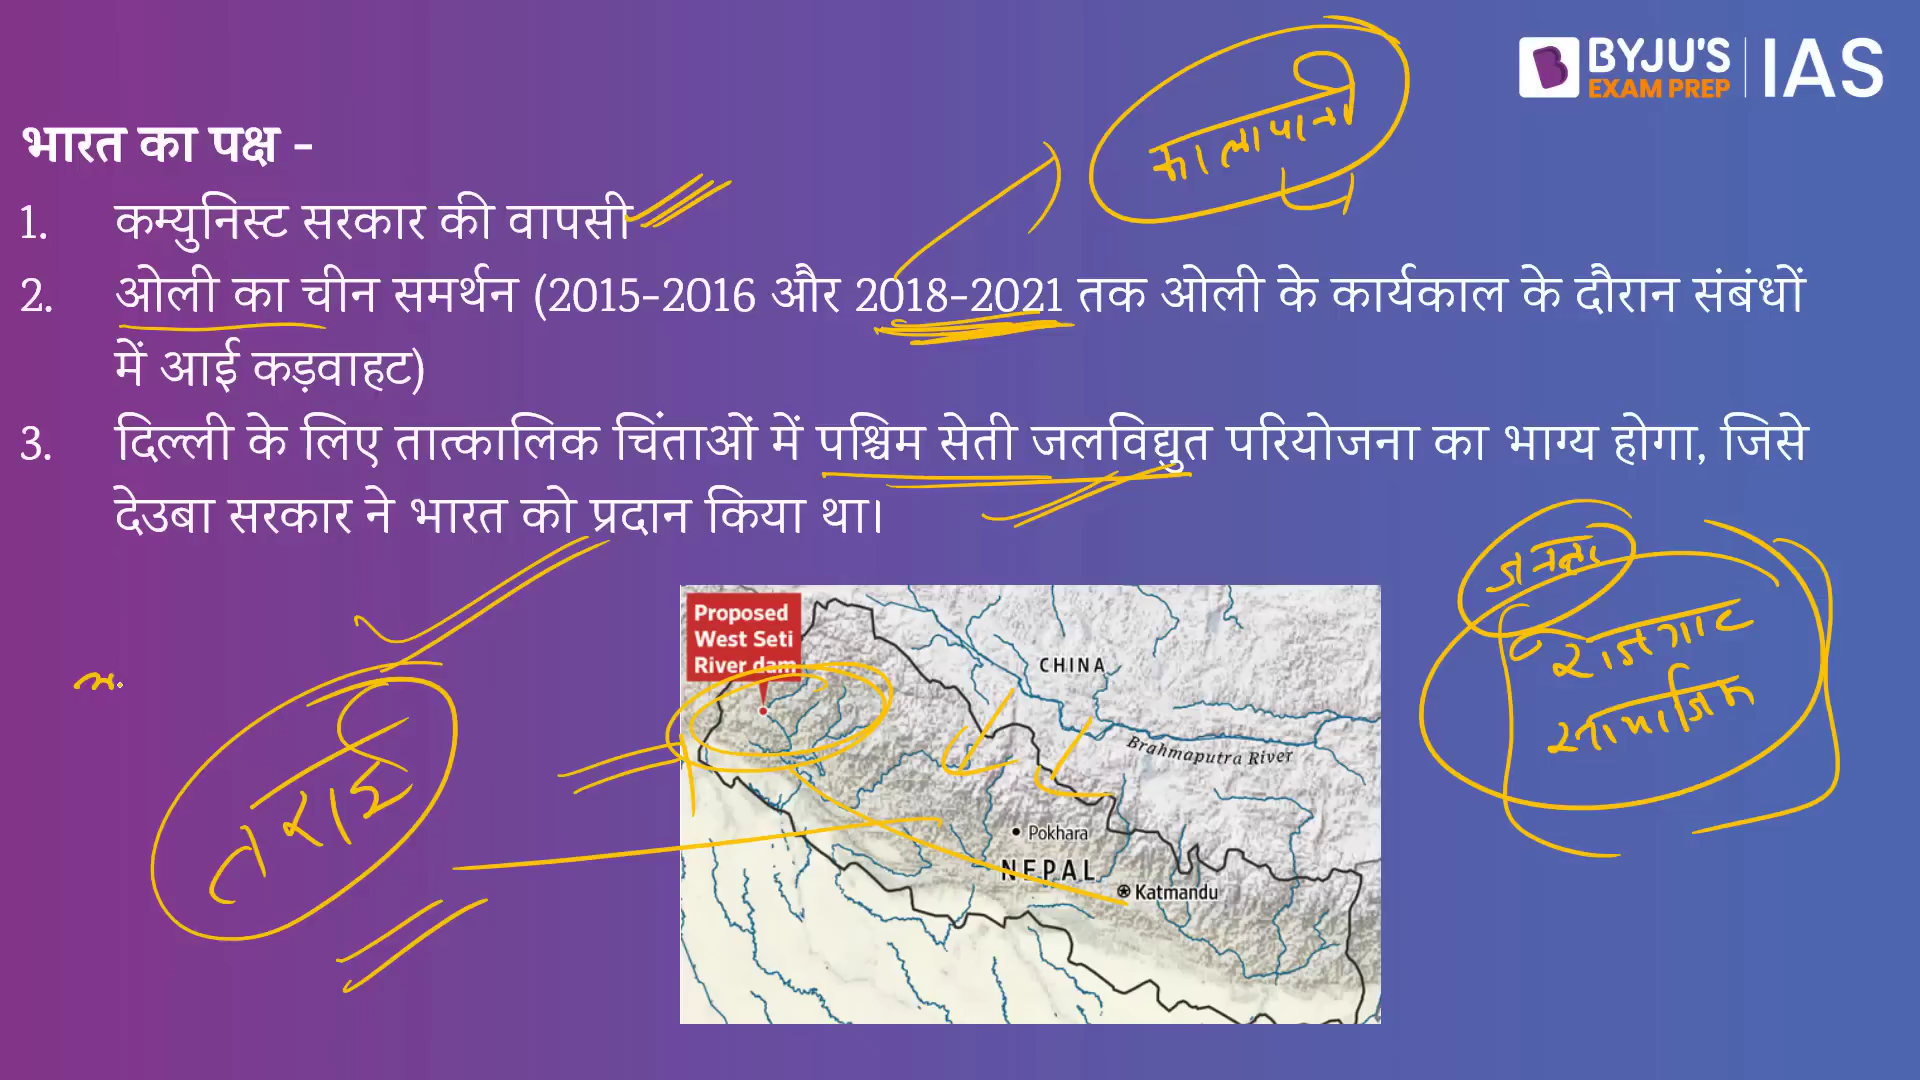 BYJU'S
EXAM PREP
IAS
कालापानी
भारत का पक्ष -
1. कम्युनिस्ट सरकार की वापसी
2. ओली का चीन समर्थन (2015-2016 और 2018-2021 तक ओली के कार्यकाल के दौरान संबंधों
में आई कड़वाहट)
3. दिल्ली के लिए तात्कालिक चिंताओं में पश्चिम सेती जलविद्युत परियोजना का भाग्य होगा, जिसे
देउबा सरकार ने भारत को प्रदान किया था।
तराई
Proposed
West Seti
River dam
CHINA
Brahmaputra River
Pokhara
NEPAL
Katmandu
सामाजिक